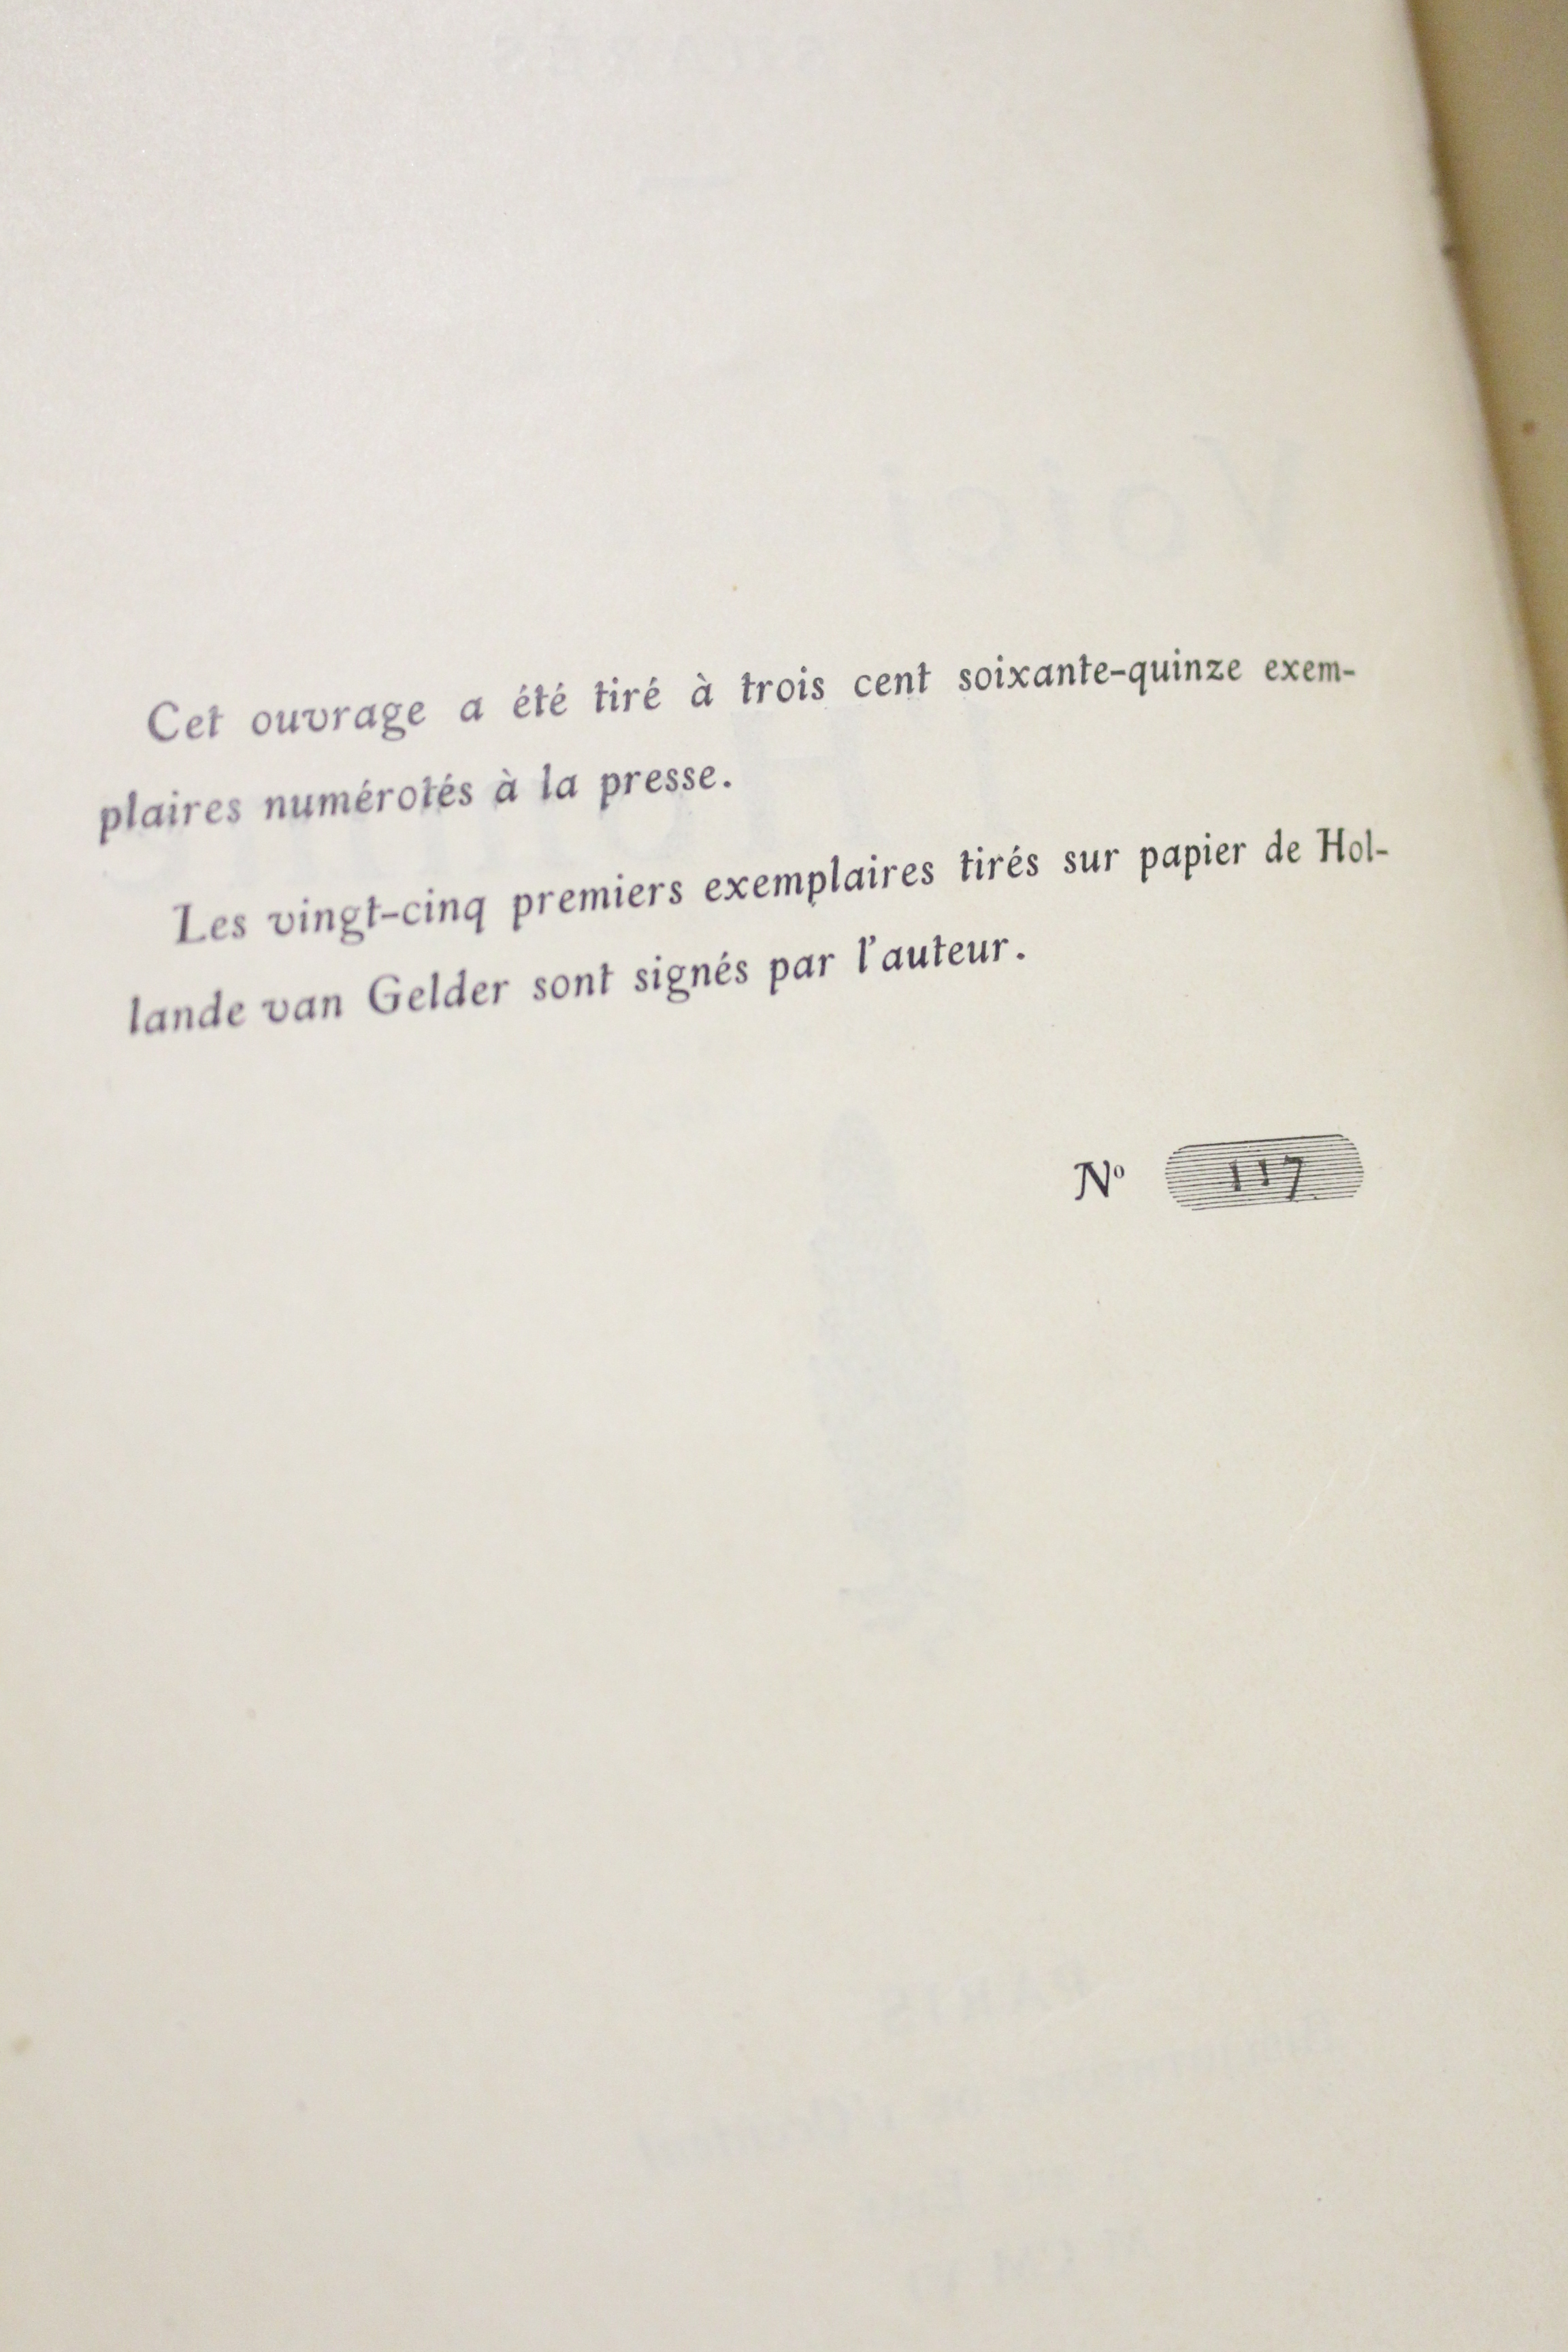 Cet ouvrage a été tiré à trois cent soixante-quinze exem-
plaires numérotés à la presse.
Les vingt-cinq premiers exemplaires tirés sur papier de Hol-
lande van Gelder sont signés par l'auteur.
Nº 117